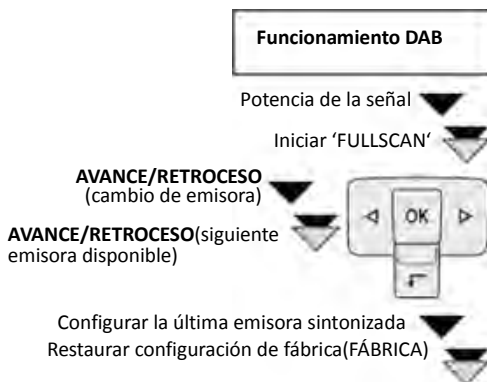 Funcionamiento DAB
Potencia de la señal
Iniciar ‘FULLSCAN‘
AVANCE/RETROCESO
(cambio de emisora)
AVANCE/RETROCESO(siguiente
emisora disponible)
OK
Configurar la última emisora sintonizada
Restaurar configuración de fábrica(FÁBRICA)